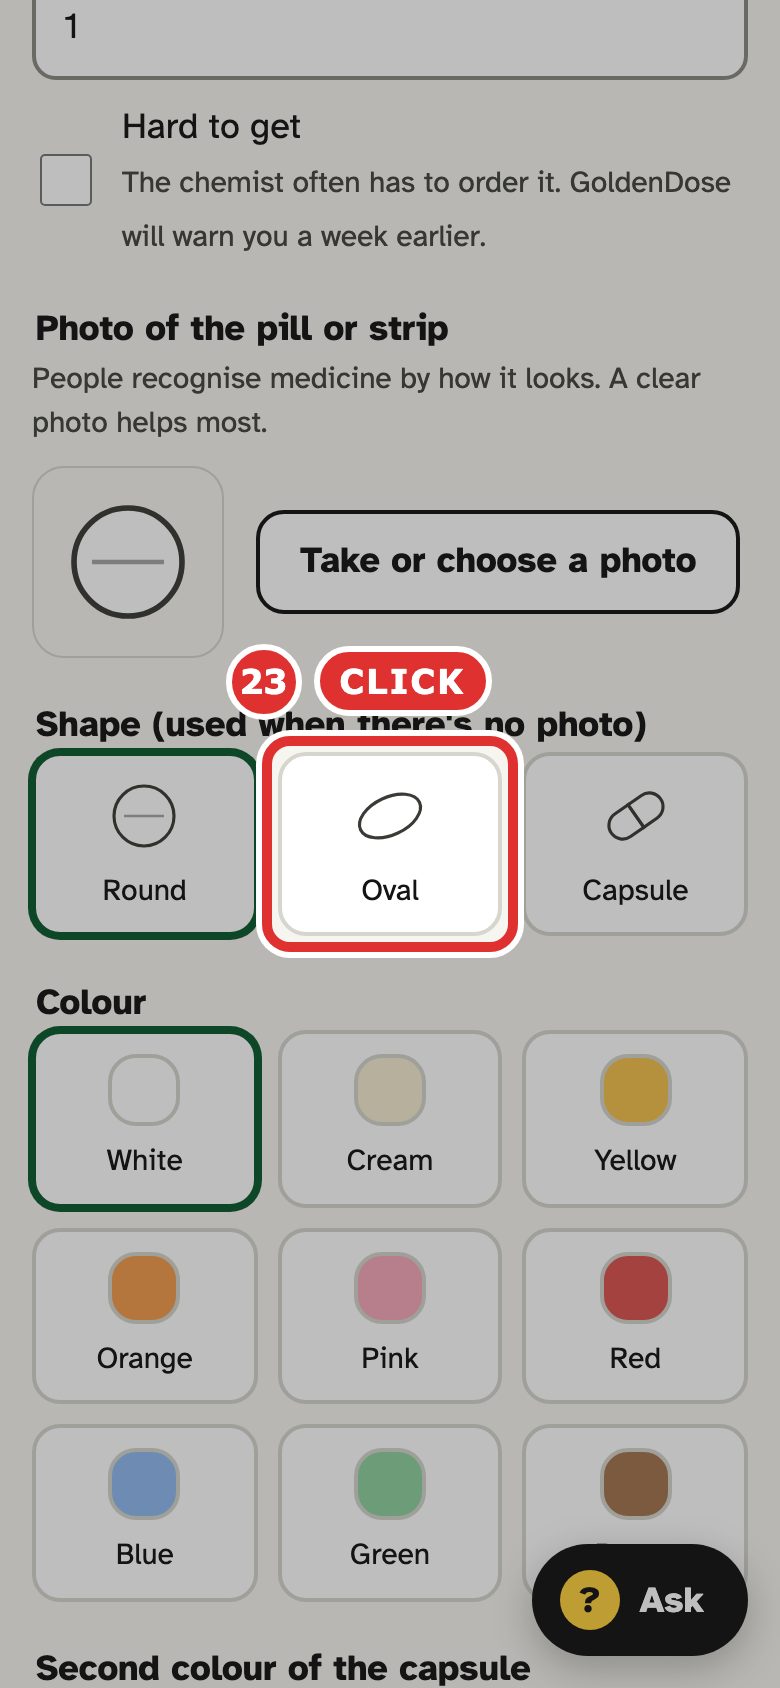 1
Hard to get
The chemist often has to order it. GoldenDose
will warn you a week earlier.
Photo of the pill or strip
People recognise medicine by how it looks. A clear
photo helps most.
Take or choose a photo
23 CLICK
Shape (used when there's no photo)
Round Oval Capsule
Colour
White Cream Yellow
Orange Pink Red
Blue Green
? Ask
Second colour of the capsule